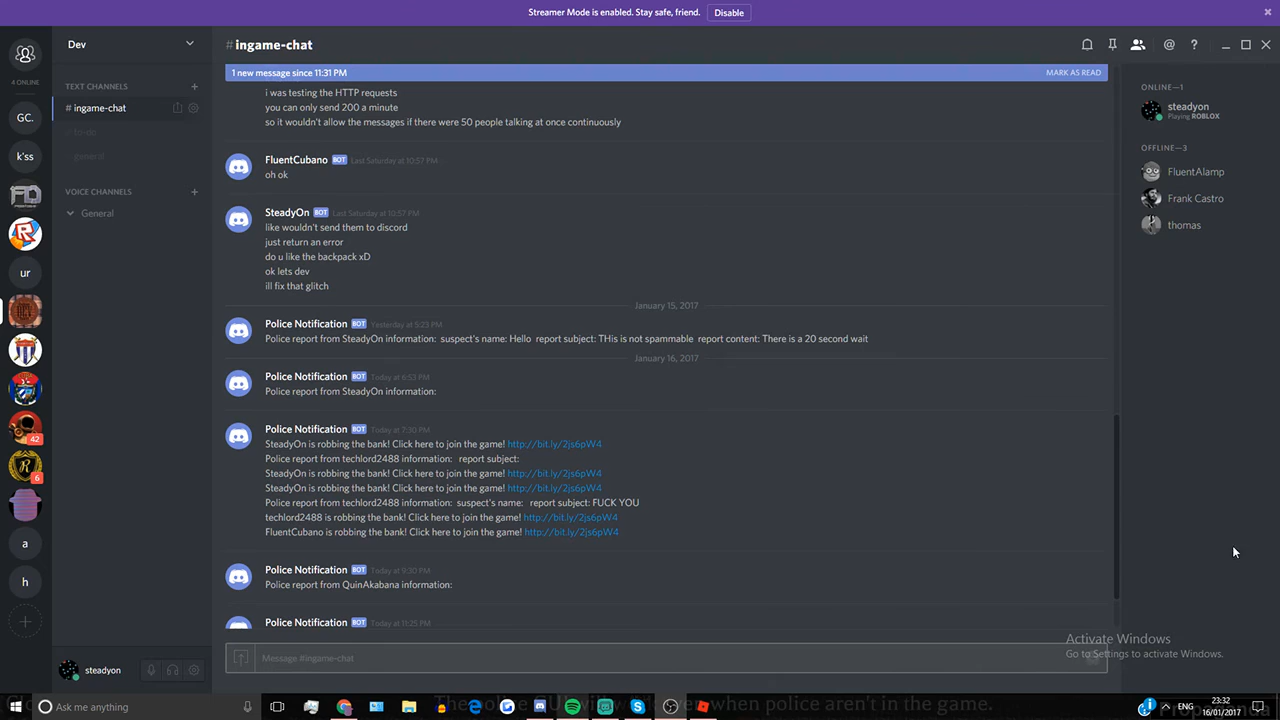 Streamer Mode is enabled. Stay safe, friend. Disable
4 ONLINE
GC.
k'ss
ur
42
6
a
h
Dev
TEXT CHANNELS
# ingame-chat
to-do
general
VOICE CHANNELS
General
steadyon
#ingame-chat
1 new message since 11:31 PM MARK AS READ
i was testing the HTTP requests
you can only send 200 a minute
so it wouldn't allow the messages if there were 50 people talking at once continuously
FluentCubano BOT Last Saturday at 10:57 PM
oh ok
SteadyOn BOT Last Saturday at 10:57 PM
like wouldn't send them to discord
just return an error
do u like the backpack xD
ok lets dev
ill fix that glitch
January 15, 2017
Police Notification BOT Yesterday at 5:23 PM
Police report from SteadyOn information: suspect's name: Hello report subject: THis is not spammable report content: There is a 20 second wait
January 16, 2017
Police Notification BOT Today at 6:53 PM
Police report from SteadyOn information:
Police Notification BOT Today at 7:30 PM
SteadyOn is robbing the bank! Click here to join the game! http://bit.ly/2js6pW4
Police report from techlord2488 information: report subject:
SteadyOn is robbing the bank! Click here to join the game! http://bit.ly/2js6pW4
SteadyOn is robbing the bank! Click here to join the game! http://bit.ly/2js6pW4
Police report from techlord2488 information: suspect's name: report subject: FUCK YOU
techlord2488 is robbing the bank! Click here to join the game! http://bit.ly/2js6pW4
FluentCubano is robbing the bank! Click here to join the game! http://bit.ly/2js6pW4
Police Notification BOT Today at 9:30 PM
Police report from QuinAkabana information:
Police Notification BOT Today at 11:25 PM
Message #ingame-chat
ONLINE—1
steadyon
Playing ROBLOX
OFFLINE—3
FluentAlamp
Frank Castro
thomas
Activate Windows
Go to Settings to activate Windows.
Ask me anything
when police aren't in the game.
ENG
23:32
16/01/2017